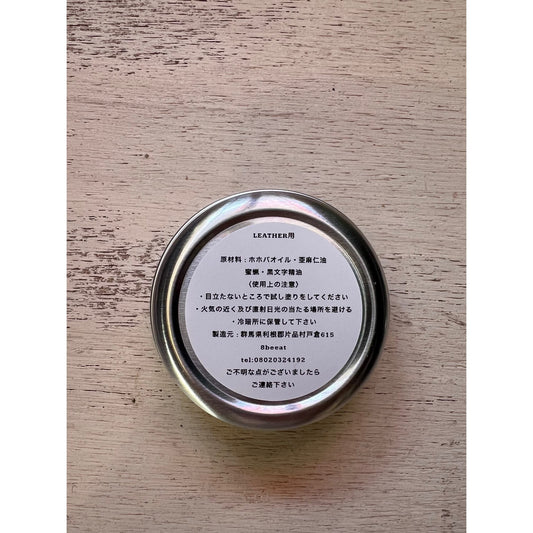 LEATHER用
原材料：ホホバオイル・亜麻仁油
蜜蝋・黒文字精油
〈使用上の注意〉
・目立たないところで試し塗りをしてください
・火気の近く及び直射日光の当たる場所を避ける
・冷暗所に保管して下さい
製造元：群馬県利根郡片品村戸倉615
8beeat
tel:08020324192
ご不明な点がございましたら
ご連絡下さい